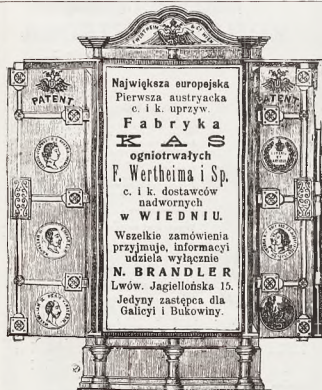 PATENT
PATENT
Największa europejska
Pierwsza austryacka
c. i k. uprzyw.
Fabryka
KAS
ogniotrwałych
F. Wertheima i Sp.
c. i k. dostawców
nadwornych
w WIEDNIU.
Wszelkie zamówienia
przyjmuje, informacyi
udziela wyłącznie
N. BRANDLER
Lwów. Jagiellońska 15.
Jedyny zastępca dla
Galicyi i Bukowiny.